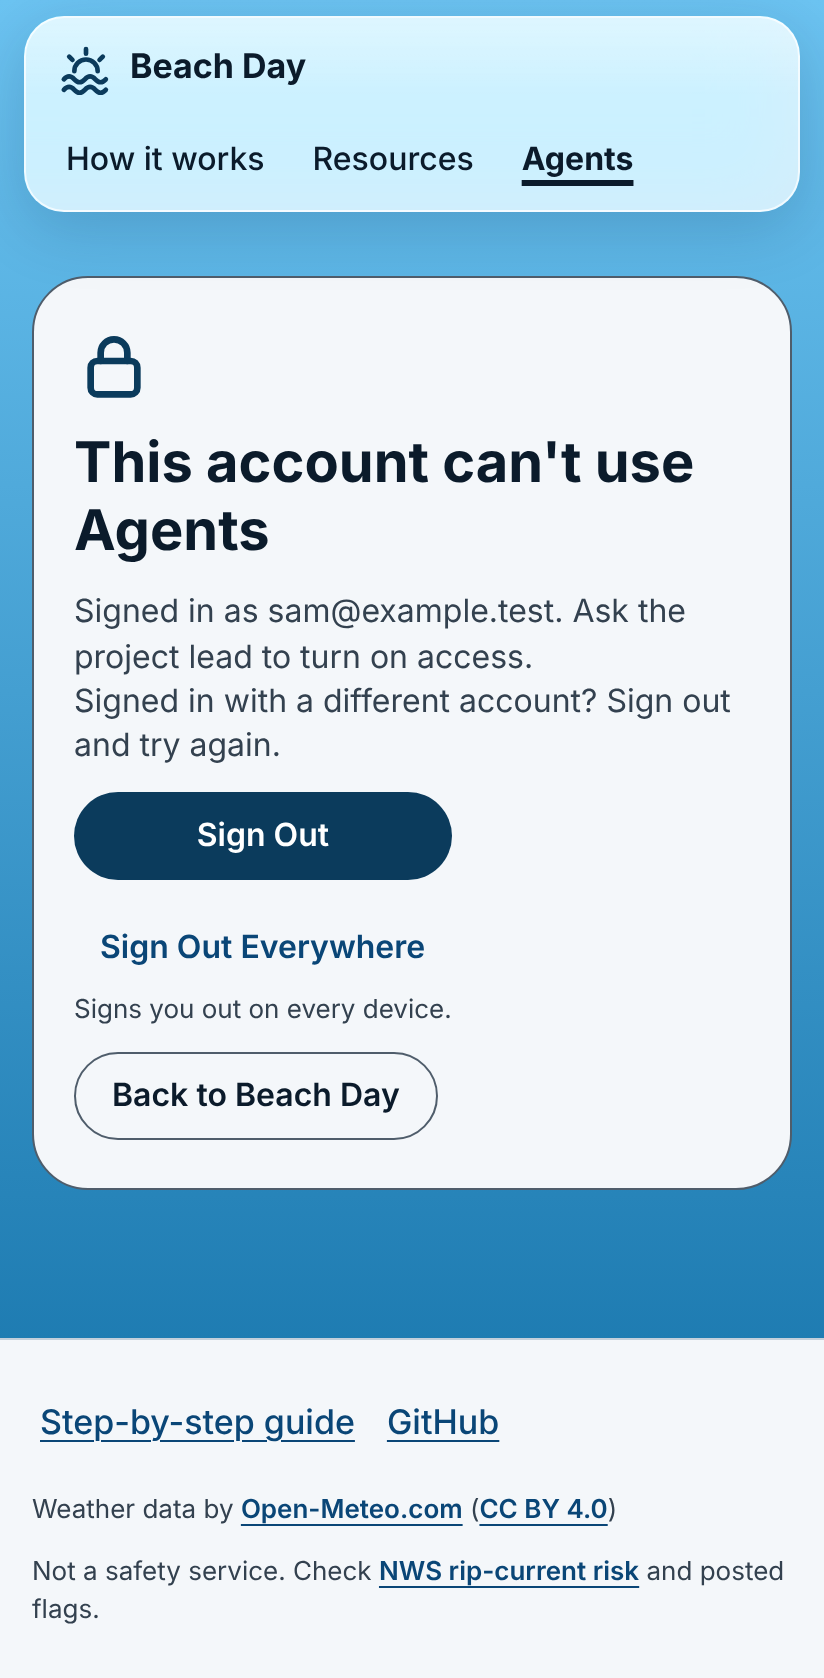 Beach Day
How it works Resources Agents
This account can't use
Agents
Signed in as sam@example.test. Ask the
project lead to turn on access.
Signed in with a different account? Sign out
and try again.
Sign Out
Sign Out Everywhere
Signs you out on every device.
Back to Beach Day
Step-by-step guide GitHub
Weather data by Open-Meteo.com (CC BY 4.0)
Not a safety service. Check NWS rip-current risk and posted
flags.